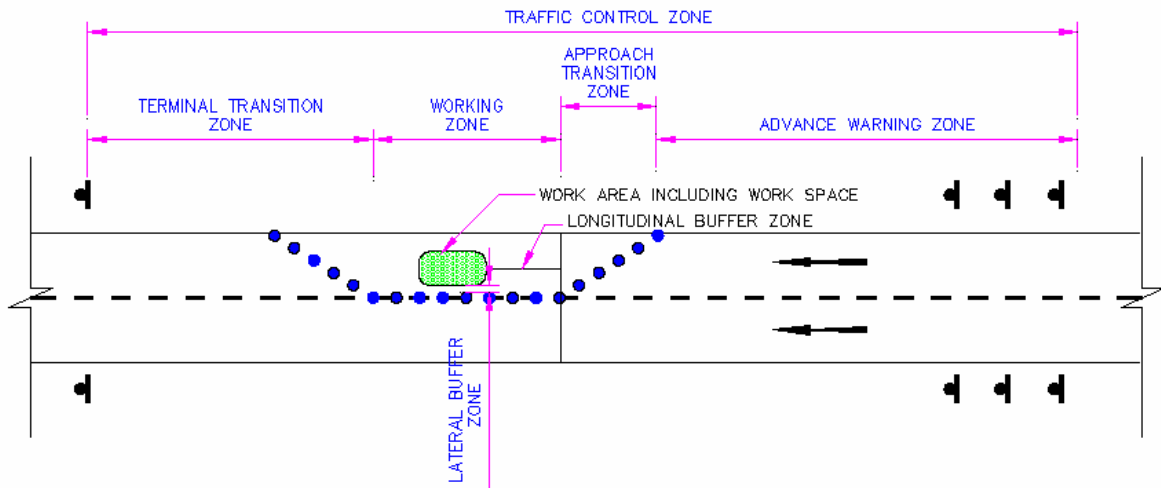 TRAFFIC CONTROL ZONE
APPROACH
TRANSITION
ZONE
TERMINAL TRANSITION
ZONE
WORKING
ZONE
ADVANCE WARNING ZONE
WORK AREA INCLUDING WORK SPACE
LONGITUDINAL BUFFER ZONE
LATERAL BUFFER
ZONE